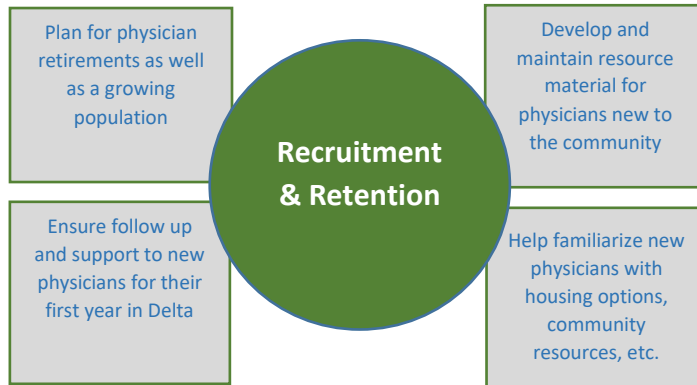 Plan for physician
retirements as well
as a growing
population
Develop and
maintain resource
material for
physicians new to
the community
Recruitment
& Retention
Ensure follow up
and support to new
physicians for their
first year in Delta
Help familiarize new
physicians with
housing options,
community
resources, etc.